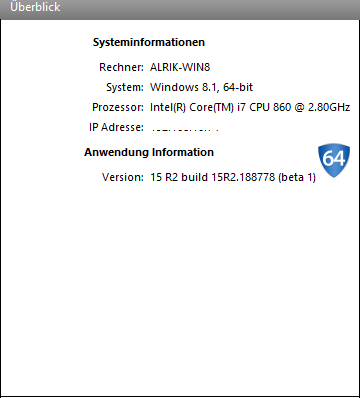 Überblick
Systeminformationen
Rechner: ALRIK-WIN8
System: Windows 8.1, 64-bit
Prozessor: Intel(R) Core(TM) i7 CPU 860 @ 2.80GHz
IP Adresse:
Anwendung Information
64
Version: 15 R2 build 15R2.188778 (beta 1)